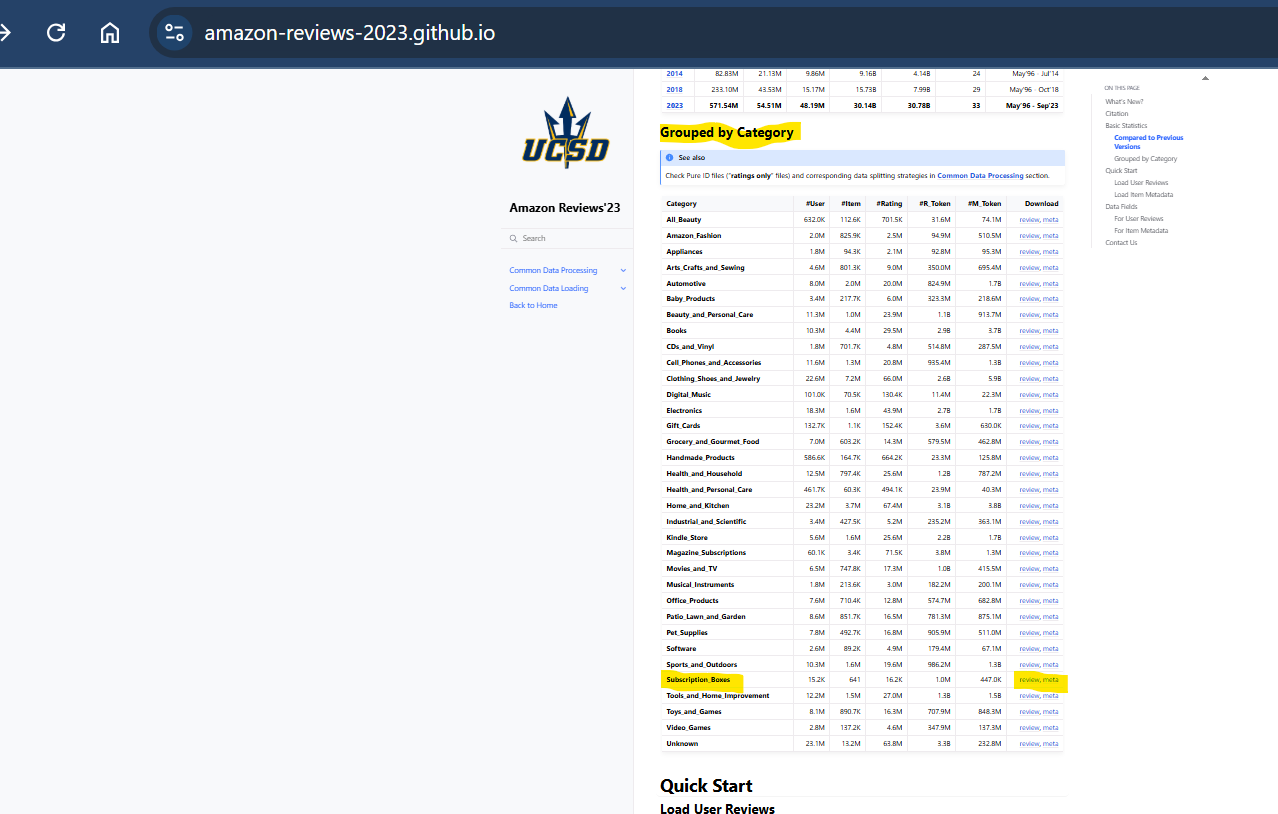 amazon-reviews-2023.github.io
UCSD
Amazon Reviews'23
Search
Common Data Processing
Common Data Loading
Back to Home
2014 82.83M 21.13M 9.86M 9.16B 4.14B 24 May'96 - Jul'14
2018 233.10M 43.53M 15.17M 15.73B 7.99B 29 May'96 - Oct'18
2023 571.54M 54.51M 48.19M 30.14B 30.78B 33 May'96 - Sep'23
Grouped by Category
See also
Check Pure ID files ("ratings only" files) and corresponding data splitting strategies in Common Data Processing section.
Category #User #Item #Rating #R_Token #M_Token Download
All_Beauty 632.0K 112.6K 701.5K 31.6M 74.1M review, meta
Amazon_Fashion 2.0M 825.9K 2.5M 94.9M 510.5M review, meta
Appliances 1.8M 94.3K 2.1M 92.8M 95.3M review, meta
Arts_Crafts_and_Sewing 4.6M 801.3K 9.0M 350.0M 695.4M review, meta
Automotive 8.0M 2.0M 20.0M 824.9M 1.7B review, meta
Baby_Products 3.4M 217.7K 6.0M 323.3M 218.6M review, meta
Beauty_and_Personal_Care 11.3M 1.0M 23.9M 1.1B 913.7M review, meta
Books 10.3M 4.4M 29.5M 2.9B 3.7B review, meta
CDs_and_Vinyl 1.8M 701.7K 4.8M 514.8M 287.5M review, meta
Cell_Phones_and_Accessories 11.6M 1.3M 20.8M 935.4M 1.3B review, meta
Clothing_Shoes_and_Jewelry 22.6M 7.2M 66.0M 2.6B 5.9B review, meta
Digital_Music 101.0K 70.5K 130.4K 11.4M 22.3M review, meta
Electronics 18.3M 1.6M 43.9M 2.7B 1.7B review, meta
Gift_Cards 132.7K 1.1K 152.4K 3.6M 630.0K review, meta
Grocery_and_Gourmet_Food 7.0M 603.2K 14.3M 579.5M 462.8M review, meta
Handmade_Products 586.6K 164.7K 664.2K 23.3M 125.8M review, meta
Health_and_Household 12.5M 797.4K 25.6M 1.2B 787.2M review, meta
Health_and_Personal_Care 461.7K 60.3K 494.1K 23.9M 40.3M review, meta
Home_and_Kitchen 23.2M 3.7M 67.4M 3.1B 3.8B review, meta
Industrial_and_Scientific 3.4M 427.5K 5.2M 235.2M 363.1M review, meta
Kindle_Store 5.6M 1.6M 25.6M 2.2B 1.7B review, meta
Magazine_Subscriptions 60.1K 3.4K 71.5K 3.8M 1.3M review, meta
Movies_and_TV 6.5M 747.8K 17.3M 1.0B 415.5M review, meta
Musical_Instruments 1.8M 213.6K 3.0M 182.2M 200.1M review, meta
Office_Products 7.6M 710.4K 12.8M 574.7M 682.8M review, meta
Patio_Lawn_and_Garden 8.6M 851.7K 16.5M 781.3M 875.1M review, meta
Pet_Supplies 7.8M 492.7K 16.8M 905.9M 511.0M review, meta
Software 2.6M 89.2K 4.9M 179.4M 67.1M review, meta
Sports_and_Outdoors 10.3M 1.6M 19.6M 986.2M 1.3B review, meta
Subscription_Boxes 15.2K 641 16.2K 1.0M 447.0K review, meta
Tools_and_Home_Improvement 12.2M 1.5M 27.0M 1.3B 1.5B review, meta
Toys_and_Games 8.1M 890.7K 16.3M 707.9M 848.3M review, meta
Video_Games 2.8M 137.2K 4.6M 347.9M 137.3M review, meta
Unknown 23.1M 13.2M 63.8M 3.3B 232.8M review, meta
Quick Start
Load User Reviews
ON THIS PAGE
What's New?
Citation
Basic Statistics
Compared to Previous
Versions
Grouped by Category
Quick Start
Load User Reviews
Load Item Metadata
Data Fields
For User Reviews
For Item Metadata
Contact Us